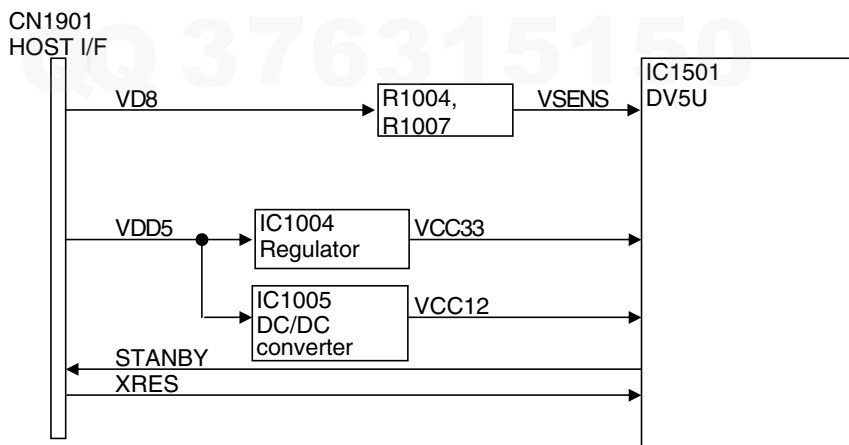 QQ 376315150
CN1901
HOST I/F
IC1501
DV5U
VD8
R1004,
R1007
VSENS
VDD5
IC1004
Regulator
VCC33
IC1005
DC/DC
converter
VCC12
STANBY
XRES